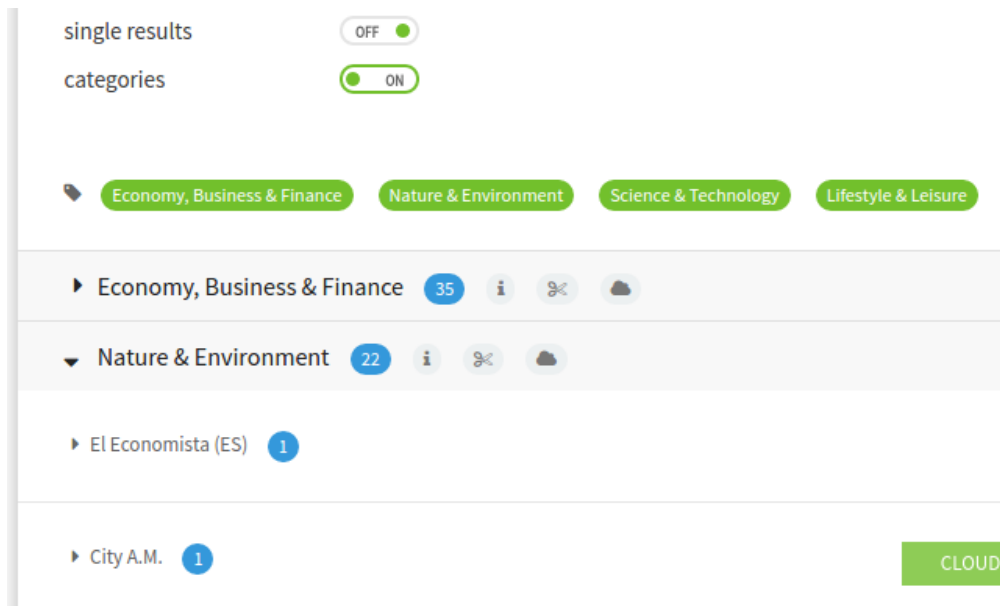 single results OFF
categories ON
Economy, Business & Finance Nature & Environment Science & Technology Lifestyle & Leisure
Economy, Business & Finance 35 i
Nature & Environment 22 i
El Economista (ES) 1
City A.M. 1 CLOUD